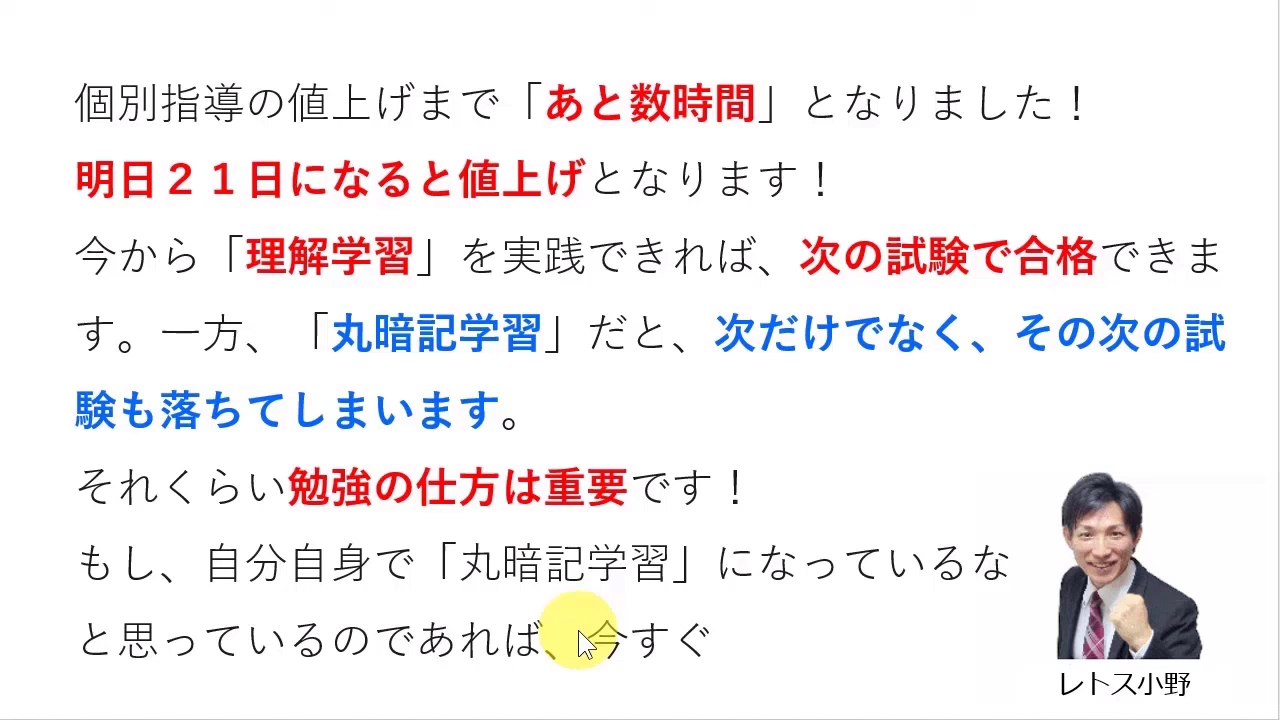 個別指導の値上げまで「あと数時間」となりました！
明日２１日になると値上げとなります！
今から「理解学習」を実践できれば、次の試験で合格できま
す。一方、「丸暗記学習」だと、次だけでなく、その次の試
験も落ちてしまいます。
それくらい勉強の仕方は重要です！
もし、自分自身で「丸暗記学習」になっているな
と思っているのであれば、今すぐ
レトス小野